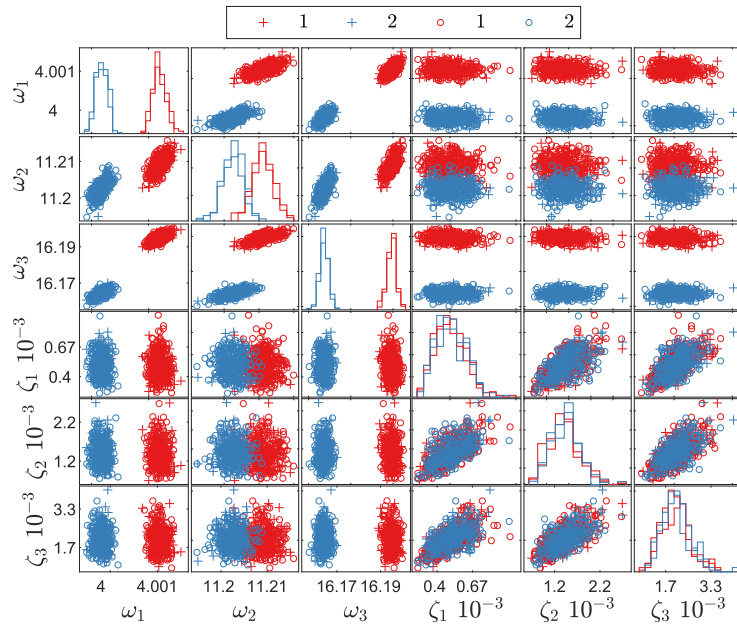 1 2 1 2
ω₁ 4.001 4
ω₂ 11.21 11.2
ω₃ 16.19 16.17
ζ₁ 10⁻³ 0.67 0.4
ζ₂ 10⁻³ 2.2 1.2
ζ₃ 10⁻³ 3.3 1.7
4 4.001 11.2 11.21 16.17 16.19 0.4 0.67 1.2 2.2 1.7 3.3
ω₁ ω₂ ω₃ ζ₁ 10⁻³ ζ₂ 10⁻³ ζ₃ 10⁻³